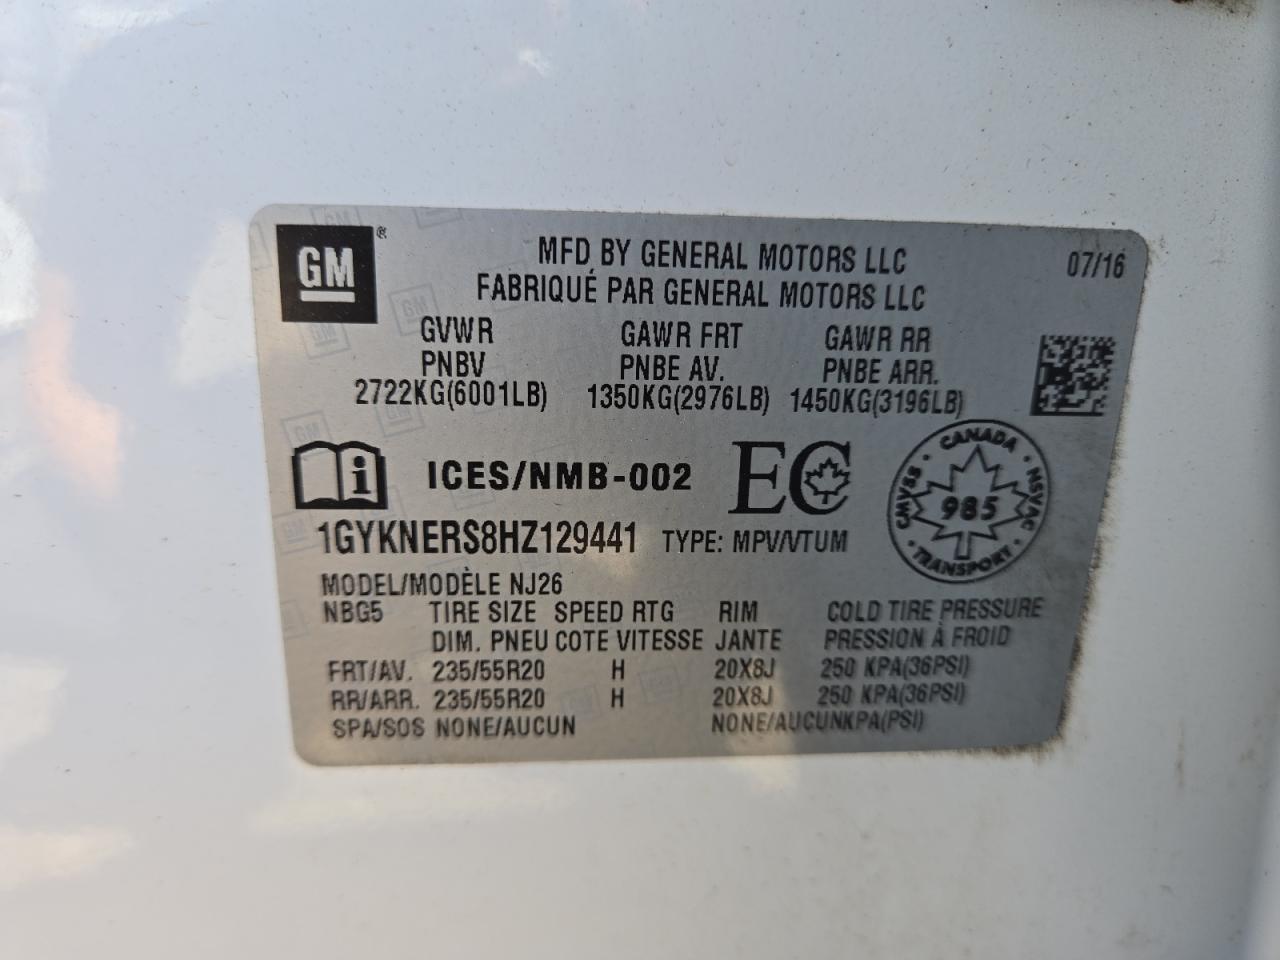 GM ®
MFD BY GENERAL MOTORS LLC 07/16
FABRIQUÉ PAR GENERAL MOTORS LLC
GVWR GAWR FRT GAWR RR
PNBV PNBE AV. PNBE ARR.
2722KG(6001LB) 1350KG(2976LB) 1450KG(3196LB)
i ICES/NMB-002 EC
CANADA
CMVSS 985 NSVAC
TRANSPORT
1GYKNERS8HZ129441 TYPE: MPV/VTUM
MODEL/MODÈLE NJ26
NBG5 TIRE SIZE SPEED RTG RIM COLD TIRE PRESSURE
DIM. PNEU COTE VITESSE JANTE PRESSION À FROID
FRT/AV. 235/55R20 H 20X8J 250 KPA(36PSI)
RR/ARR. 235/55R20 H 20X8J 250 KPA(36PSI)
SPA/SOS NONE/AUCUN NONE/AUCUNKPA(PSI)